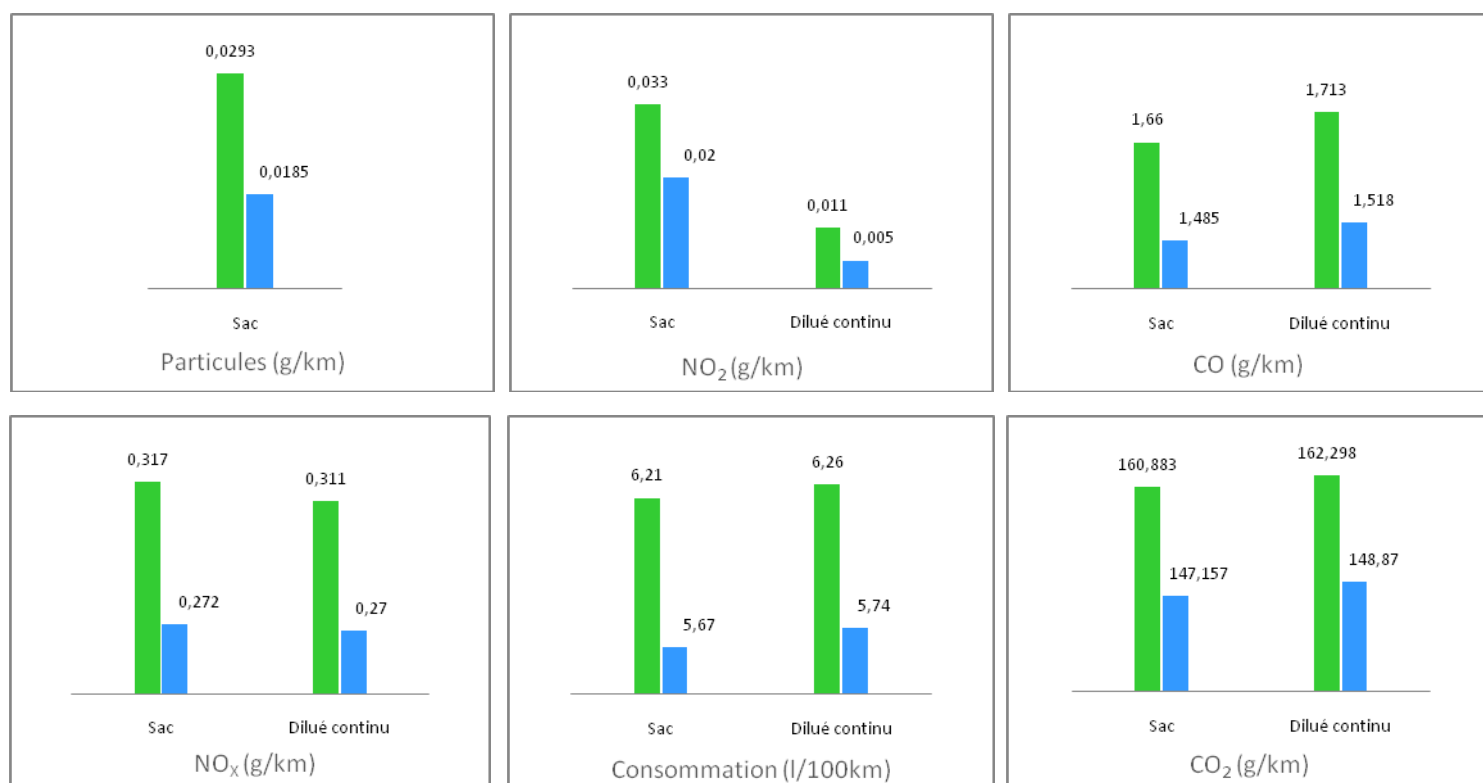 0,0293
0,0185
Sac
Particules (g/km)
0,033
0,02
0,011
0,005
Sac Dilué continu
NO₂ (g/km)
1,66
1,485
1,713
1,518
Sac Dilué continu
CO (g/km)
0,317
0,272
0,311
0,27
Sac Dilué continu
NOₓ (g/km)
6,21
5,67
6,26
5,74
Sac Dilué continu
Consommation (l/100km)
160,883
147,157
162,298
148,87
Sac Dilué continu
CO₂ (g/km)